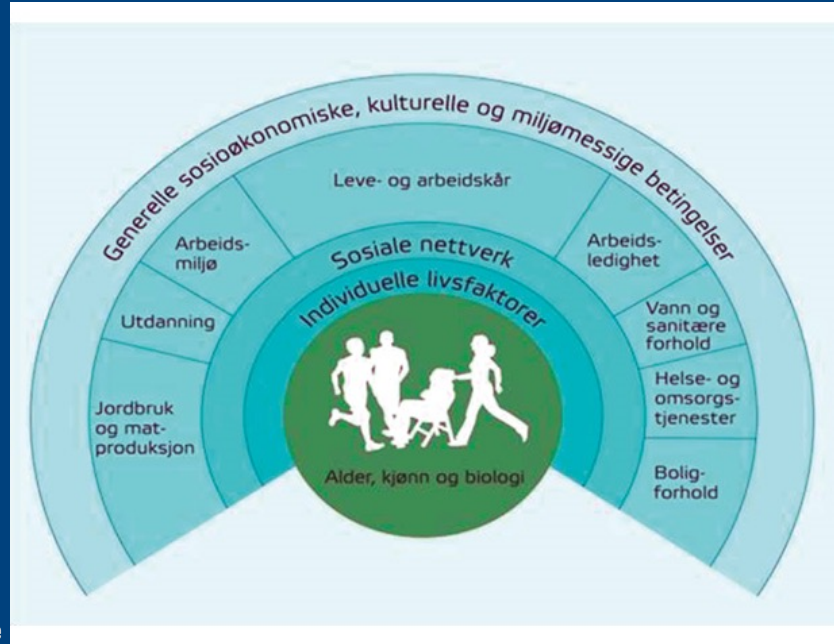 Generelle sosioøkonomiske, kulturelle og miljømessige betingelser
Leve- og arbeidskår
Arbeids-
miljø
Arbeids-
ledighet
Sosiale nettverk
Individuelle livsfaktorer
Utdanning
Vann og
sanitære
forhold
Jordbruk
og mat-
produksjon
Helse- og
omsorgs-
tjenester
Bolig-
forhold
Alder, kjønn og biologi